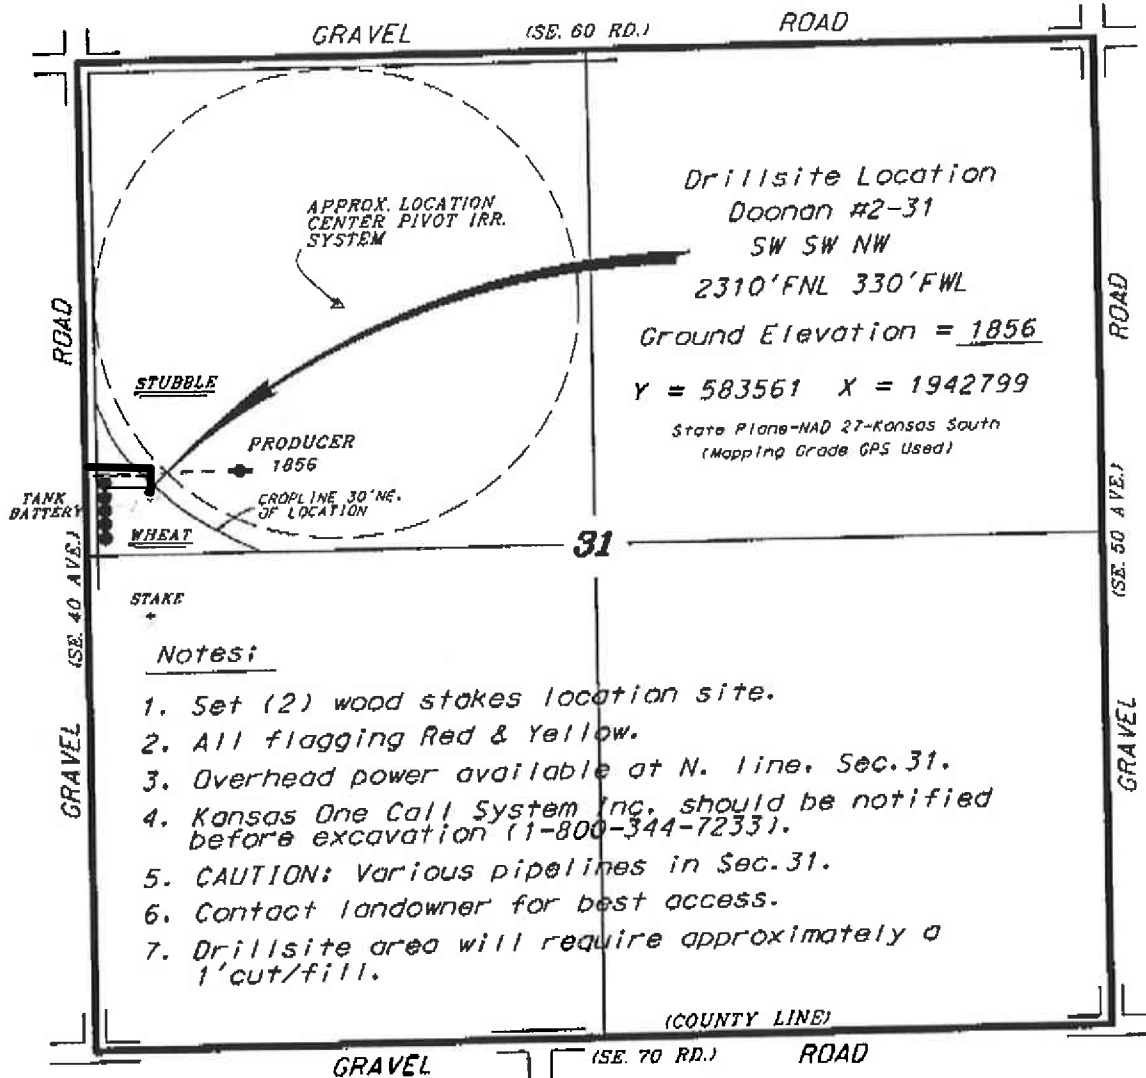 GRAVEL (SE. 60 RD.) ROAD
Drillsite Location
Doonan #2-31
SW SW NW
2310'FNL 330'FWL
Ground Elevation = 1856
Y = 583561 X = 1942799
State Plane-NAD 27-Kansas South
(Mapping Grade GPS Used)
APPROX. LOCATION
CENTER PIVOT IRR.
SYSTEM
ROAD
ROAD
STUBBLE
PRODUCER
1856
TANK
BATTERY
CROPLINE 30'NE.
OF LOCATION
WHEAT
31
(SE. 40 AVE.)
(SE. 50 AVE.)
STAKE
GRAVEL
GRAVEL
Notes:
1. Set (2) wood stakes location site.
2. All flagging Red & Yellow.
3. Overhead power available at N. line. Sec.31.
4. Kansas One Call System Inc. should be notified
before excavation (1-800-344-7233).
5. CAUTION: Various pipelines in Sec.31.
6. Contact landowner for best access.
7. Drillsite area will require approximately a
1'cut/fill.
(COUNTY LINE)
GRAVEL (SE. 70 RD.) ROAD